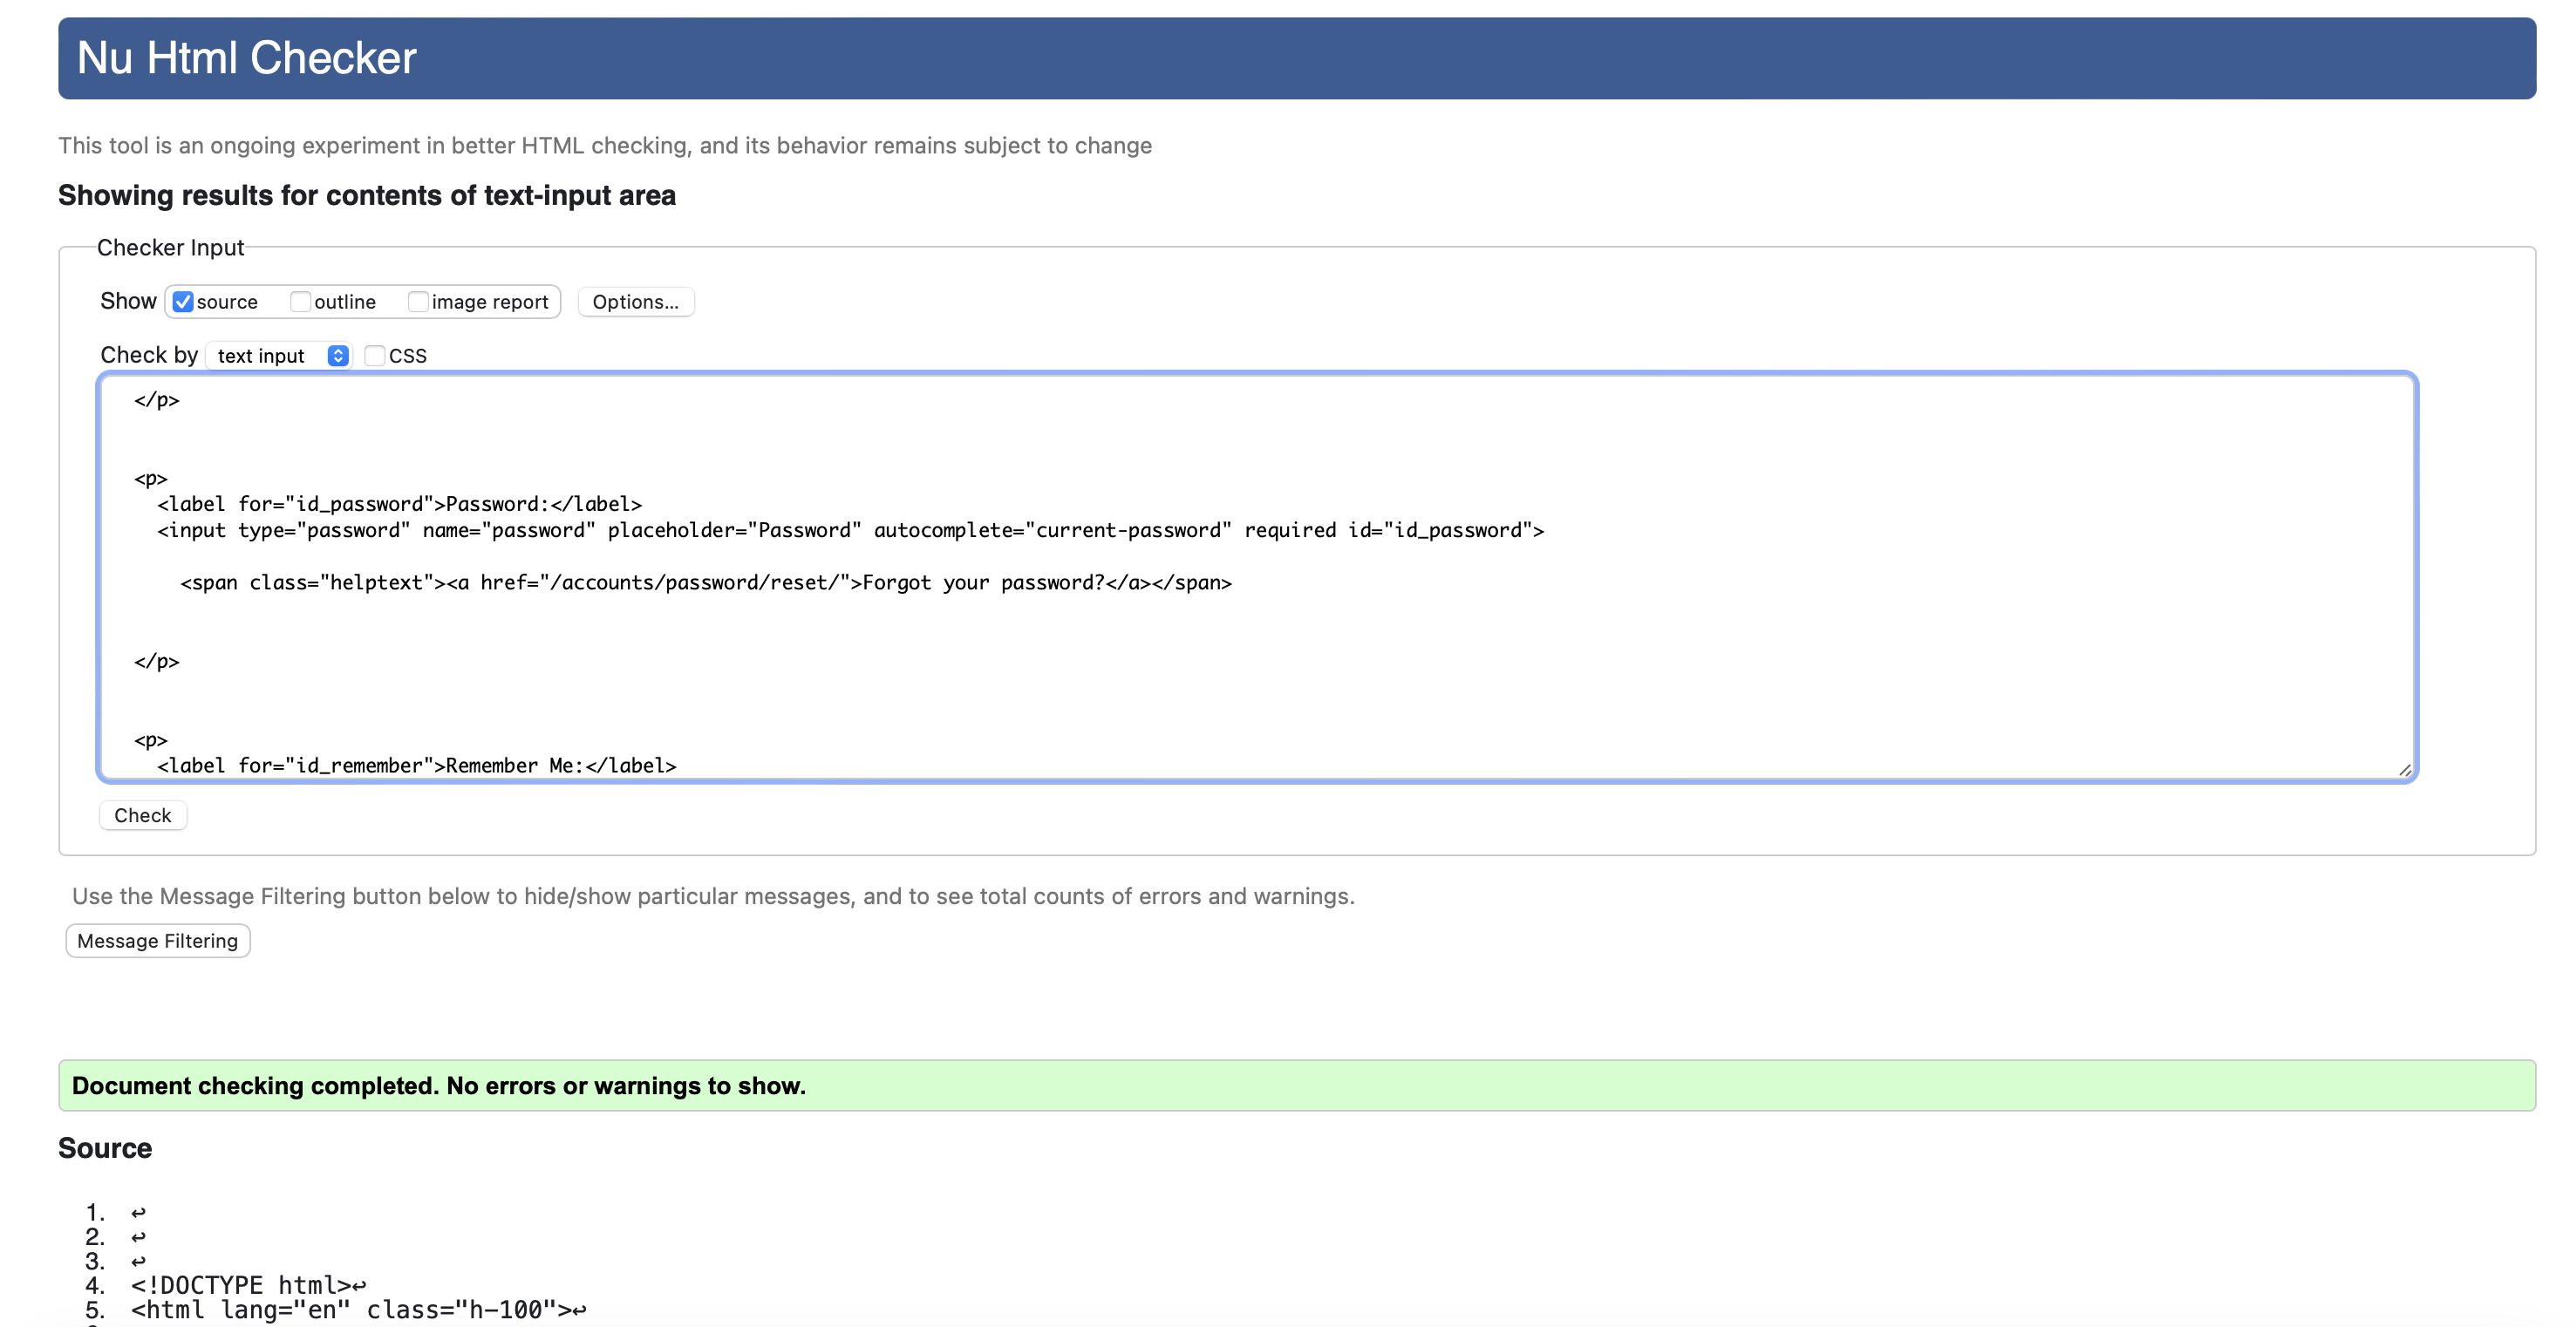 Nu Html Checker
This tool is an ongoing experiment in better HTML checking, and its behavior remains subject to change
Showing results for contents of text-input area
Checker Input
Show source outline image report Options...
Check by text input CSS
</p>
<p>
<label for="id_password">Password:</label>
<input type="password" name="password" placeholder="Password" autocomplete="current-password" required id="id_password">
<span class="helptext"><a href="/accounts/password/reset/">Forgot your password?</a></span>
</p>
<p>
<label for="id_remember">Remember Me:</label>
Check
Use the Message Filtering button below to hide/show particular messages, and to see total counts of errors and warnings.
Message Filtering
Document checking completed. No errors or warnings to show.
Source
1. ↩
2. ↩
3. ↩
4. <!DOCTYPE html>↩
5. <html lang="en" class="h-100">↩